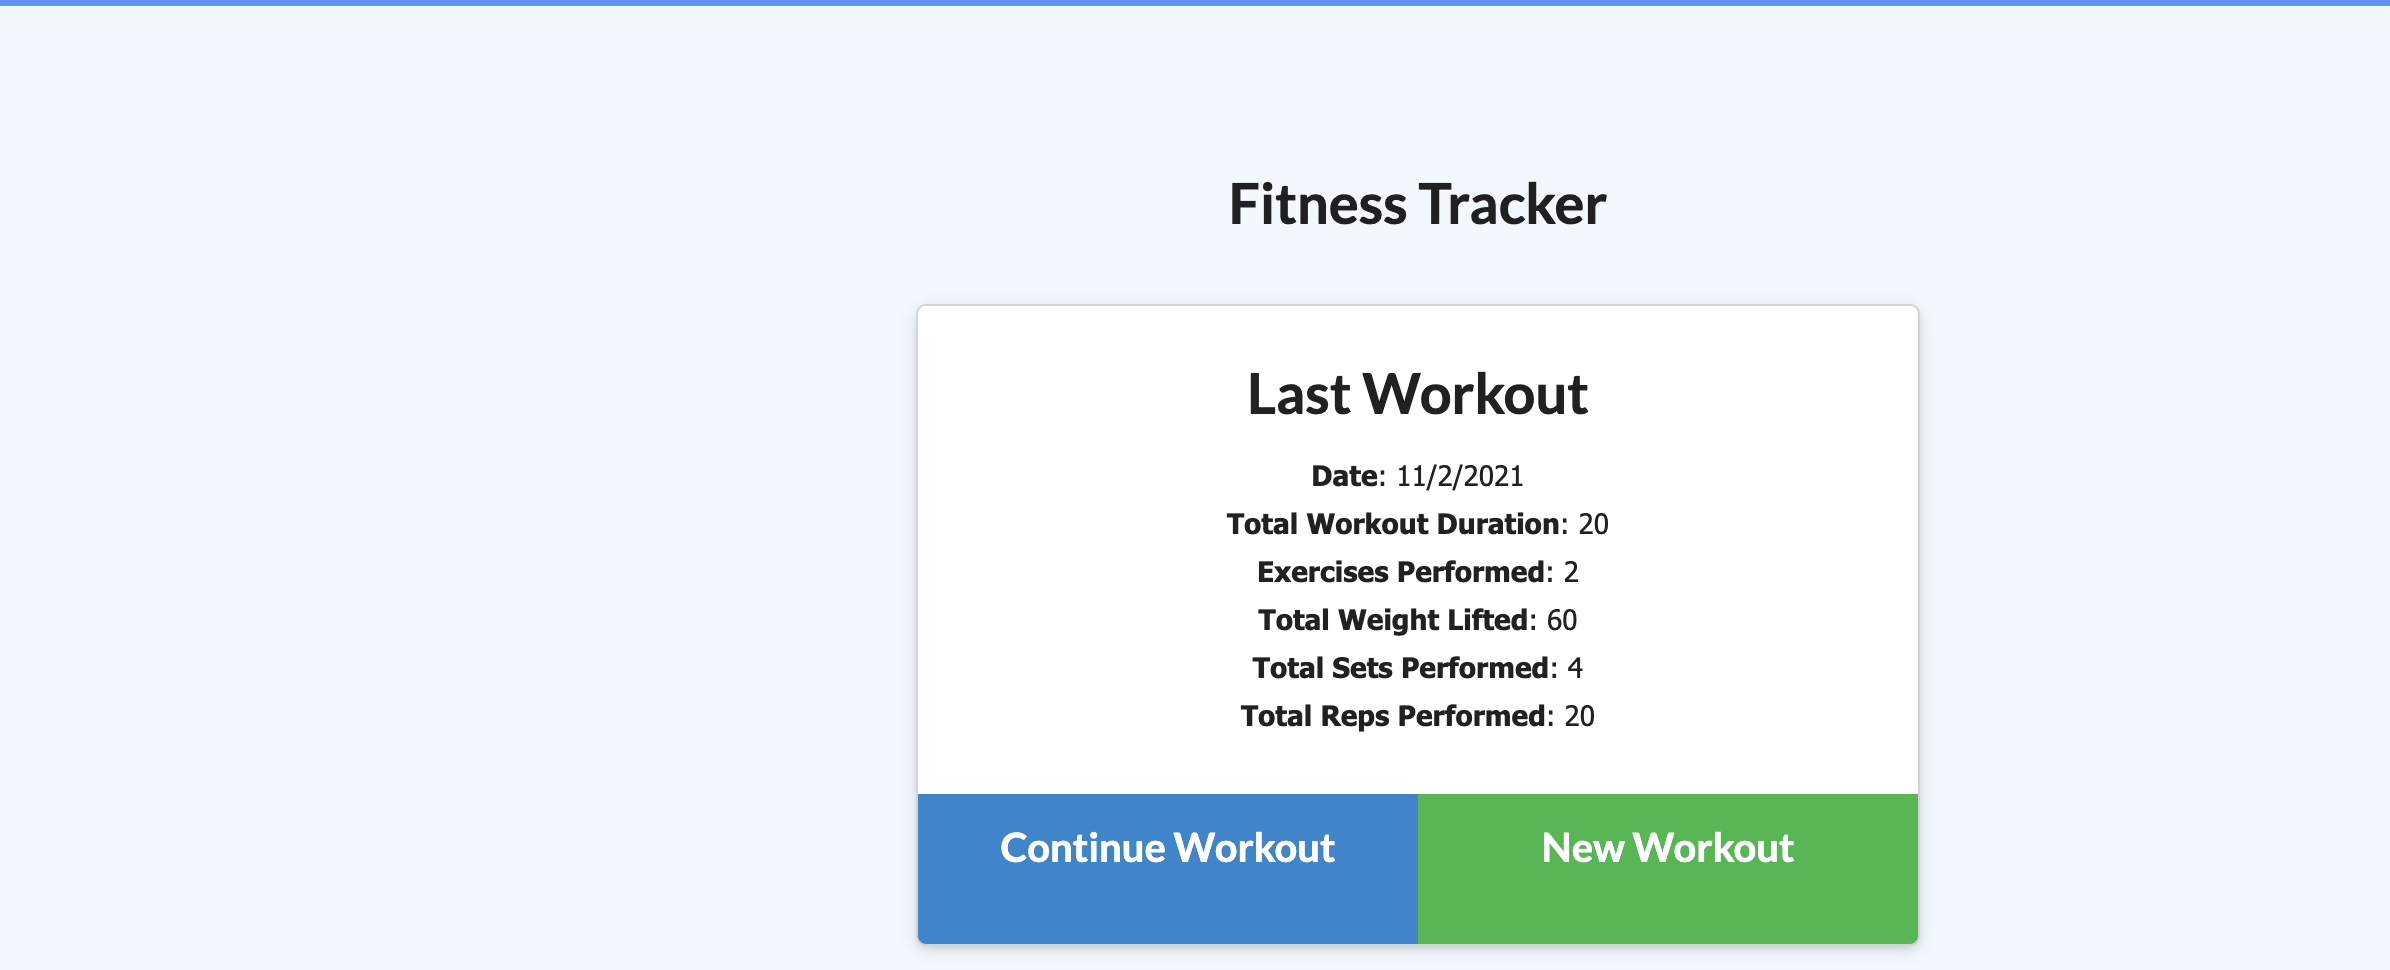 Fitness Tracker
Last Workout
Date: 11/2/2021
Total Workout Duration: 20
Exercises Performed: 2
Total Weight Lifted: 60
Total Sets Performed: 4
Total Reps Performed: 20
Continue Workout
New Workout